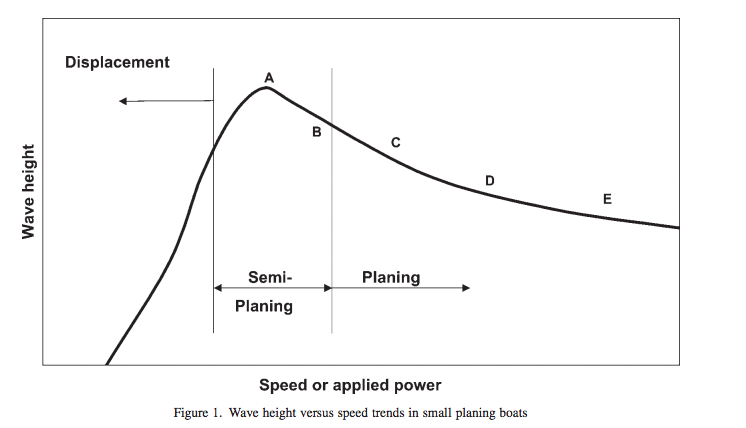 Displacement
A
B
C
D
E
Wave height
Semi-
Planing
Planing
Speed or applied power
Figure 1. Wave height versus speed trends in small planing boats